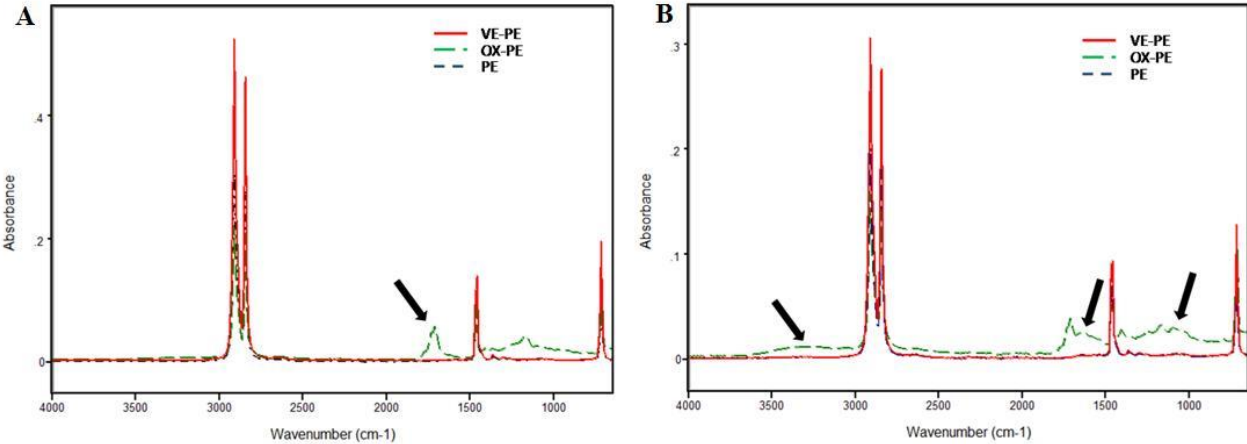 A
VE-PE
OX-PE
PE
.4
.2
0
Absorbance
4000 3500 3000 2500 2000 1500 1000
Wavenumber (cm-1)
B
VE-PE
OX-PE
PE
.3
.2
.1
0
Absorbance
4000 3500 3000 2500 2000 1500 1000
Wavenumber (cm-1)